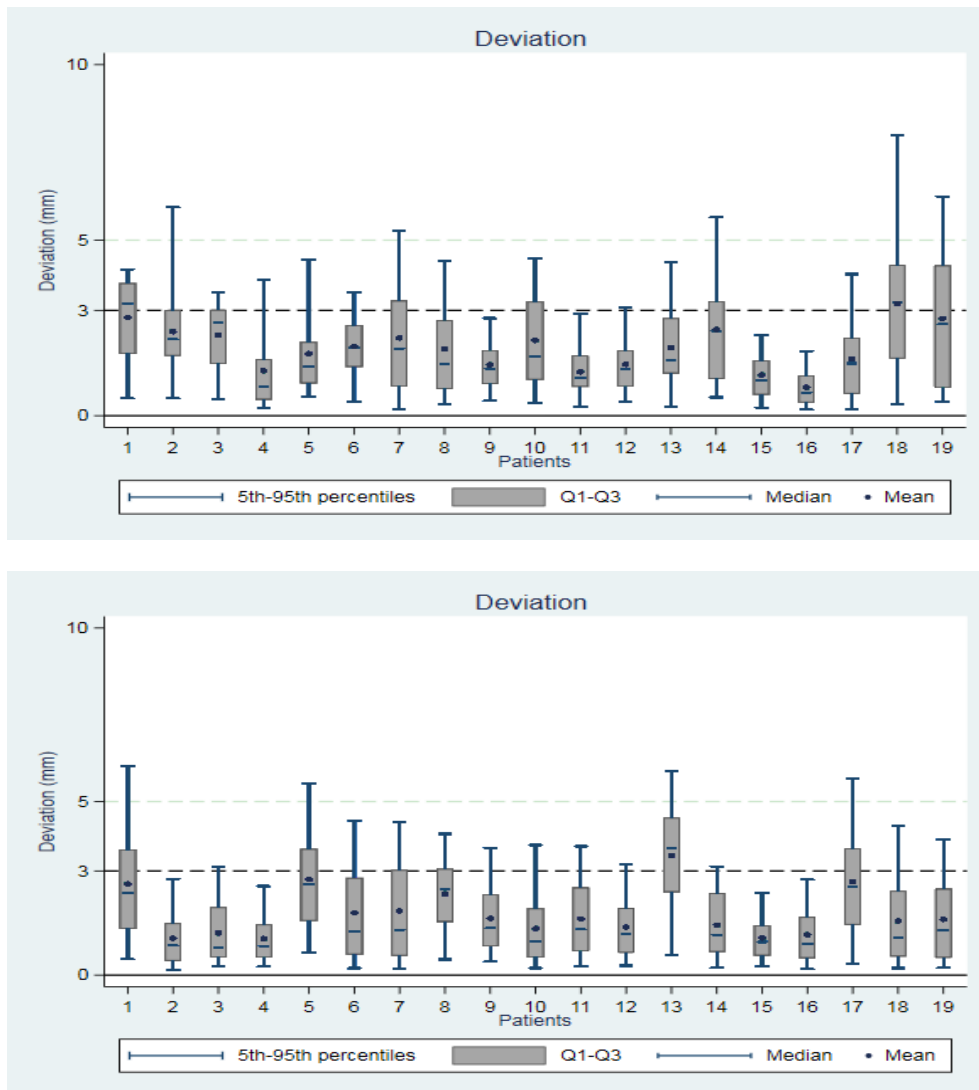 Deviation
10
5
3
0
Deviation (mm)
1 2 3 4 5 6 7 8 9 10 11 12 13 14 15 16 17 18 19
Patients
5th-95th percentiles Q1-Q3 Median Mean
Deviation
10
5
3
0
Deviation (mm)
1 2 3 4 5 6 7 8 9 10 11 12 13 14 15 16 17 18 19
Patients
5th-95th percentiles Q1-Q3 Median Mean